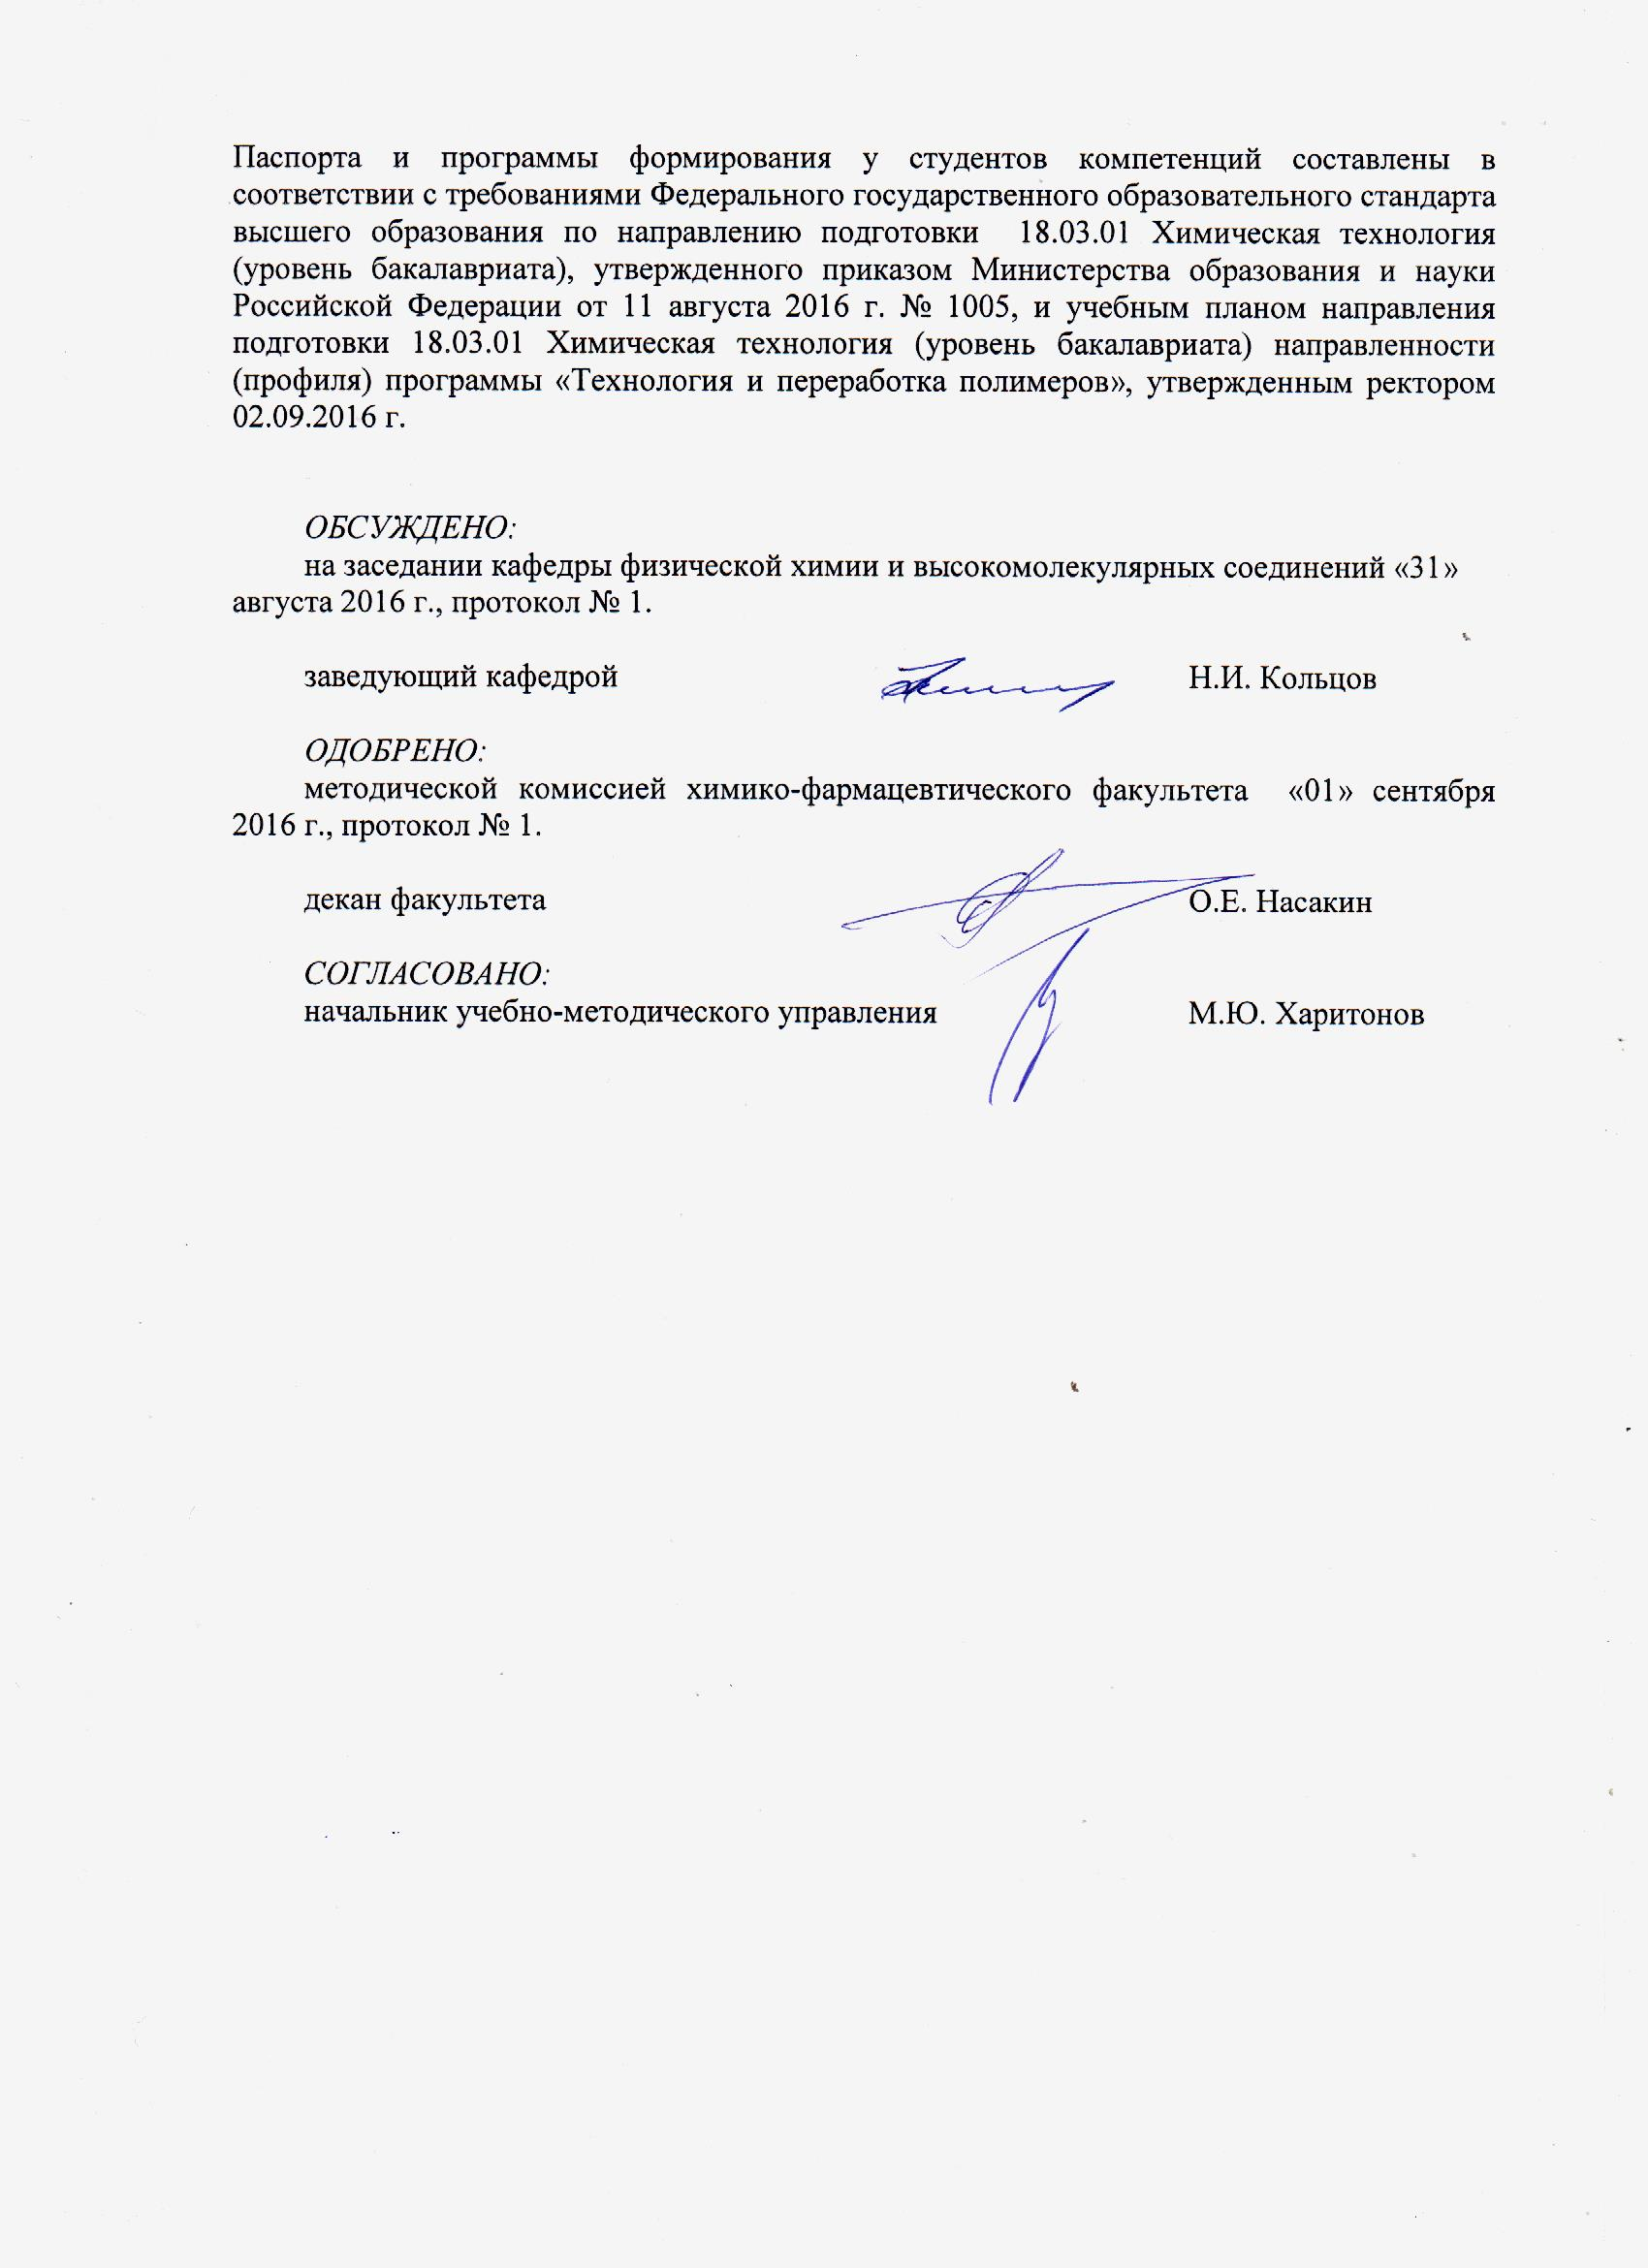 Паспорта и программы формирования у студентов компетенций составлены в
соответствии с требованиями Федерального государственного образовательного стандарта
высшего образования по направлению подготовки 18.03.01 Химическая технология
(уровень бакалавриата), утвержденного приказом Министерства образования и науки
Российской Федерации от 11 августа 2016 г. № 1005, и учебным планом направления
подготовки 18.03.01 Химическая технология (уровень бакалавриата) направленности
(профиля) программы «Технология и переработка полимеров», утвержденным ректором
02.09.2016 г.
ОБСУЖДЕНО:
на заседании кафедры физической химии и высокомолекулярных соединений «31»
августа 2016 г., протокол № 1.
заведующий кафедрой Н.И. Кольцов
ОДОБРЕНО:
методической комиссией химико-фармацевтического факультета «01» сентября
2016 г., протокол № 1.
декан факультета О.Е. Насакин
СОГЛАСОВАНО:
начальник учебно-методического управления М.Ю. Харитонов